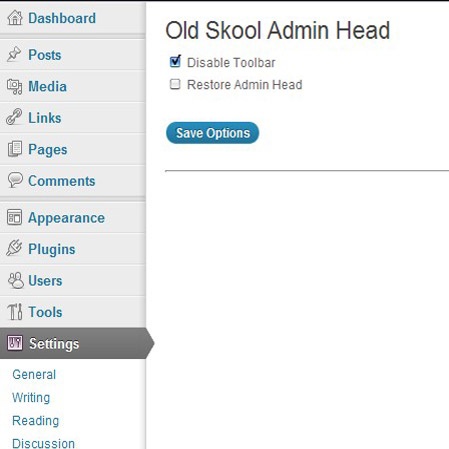 Dashboard
Posts
Media
Links
Pages
Comments
Appearance
Plugins
Users
Tools
Settings
General
Writing
Reading
Discussion
Old Skool Admin Head
Disable Toolbar
Restore Admin Head
Save Options